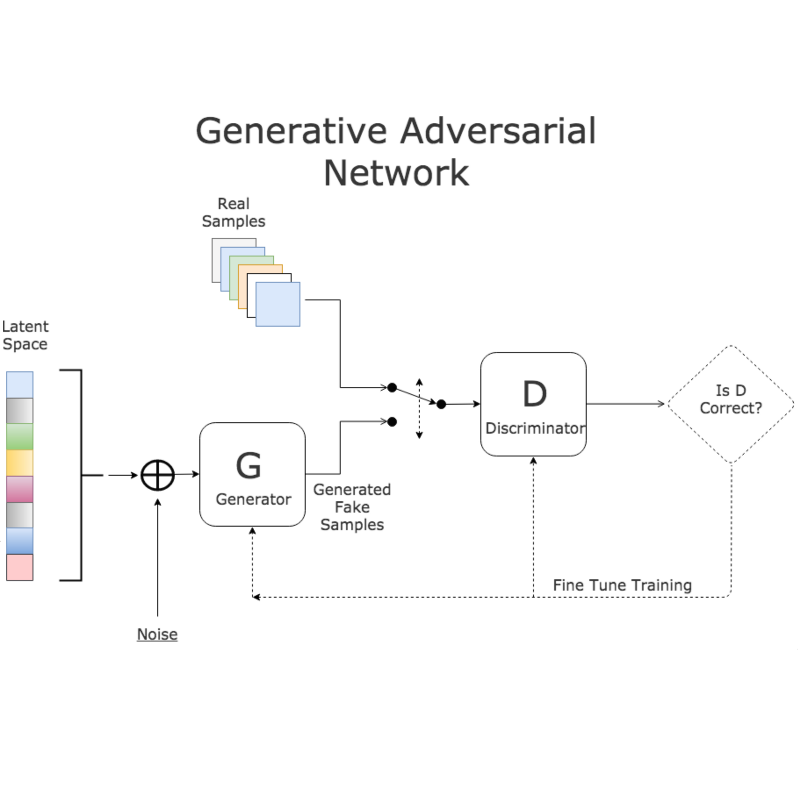 Generative Adversarial
Network
Real
Samples
Latent
Space
D
Discriminator
Is D
Correct?
G
Generator
Generated
Fake
Samples
Fine Tune Training
Noise